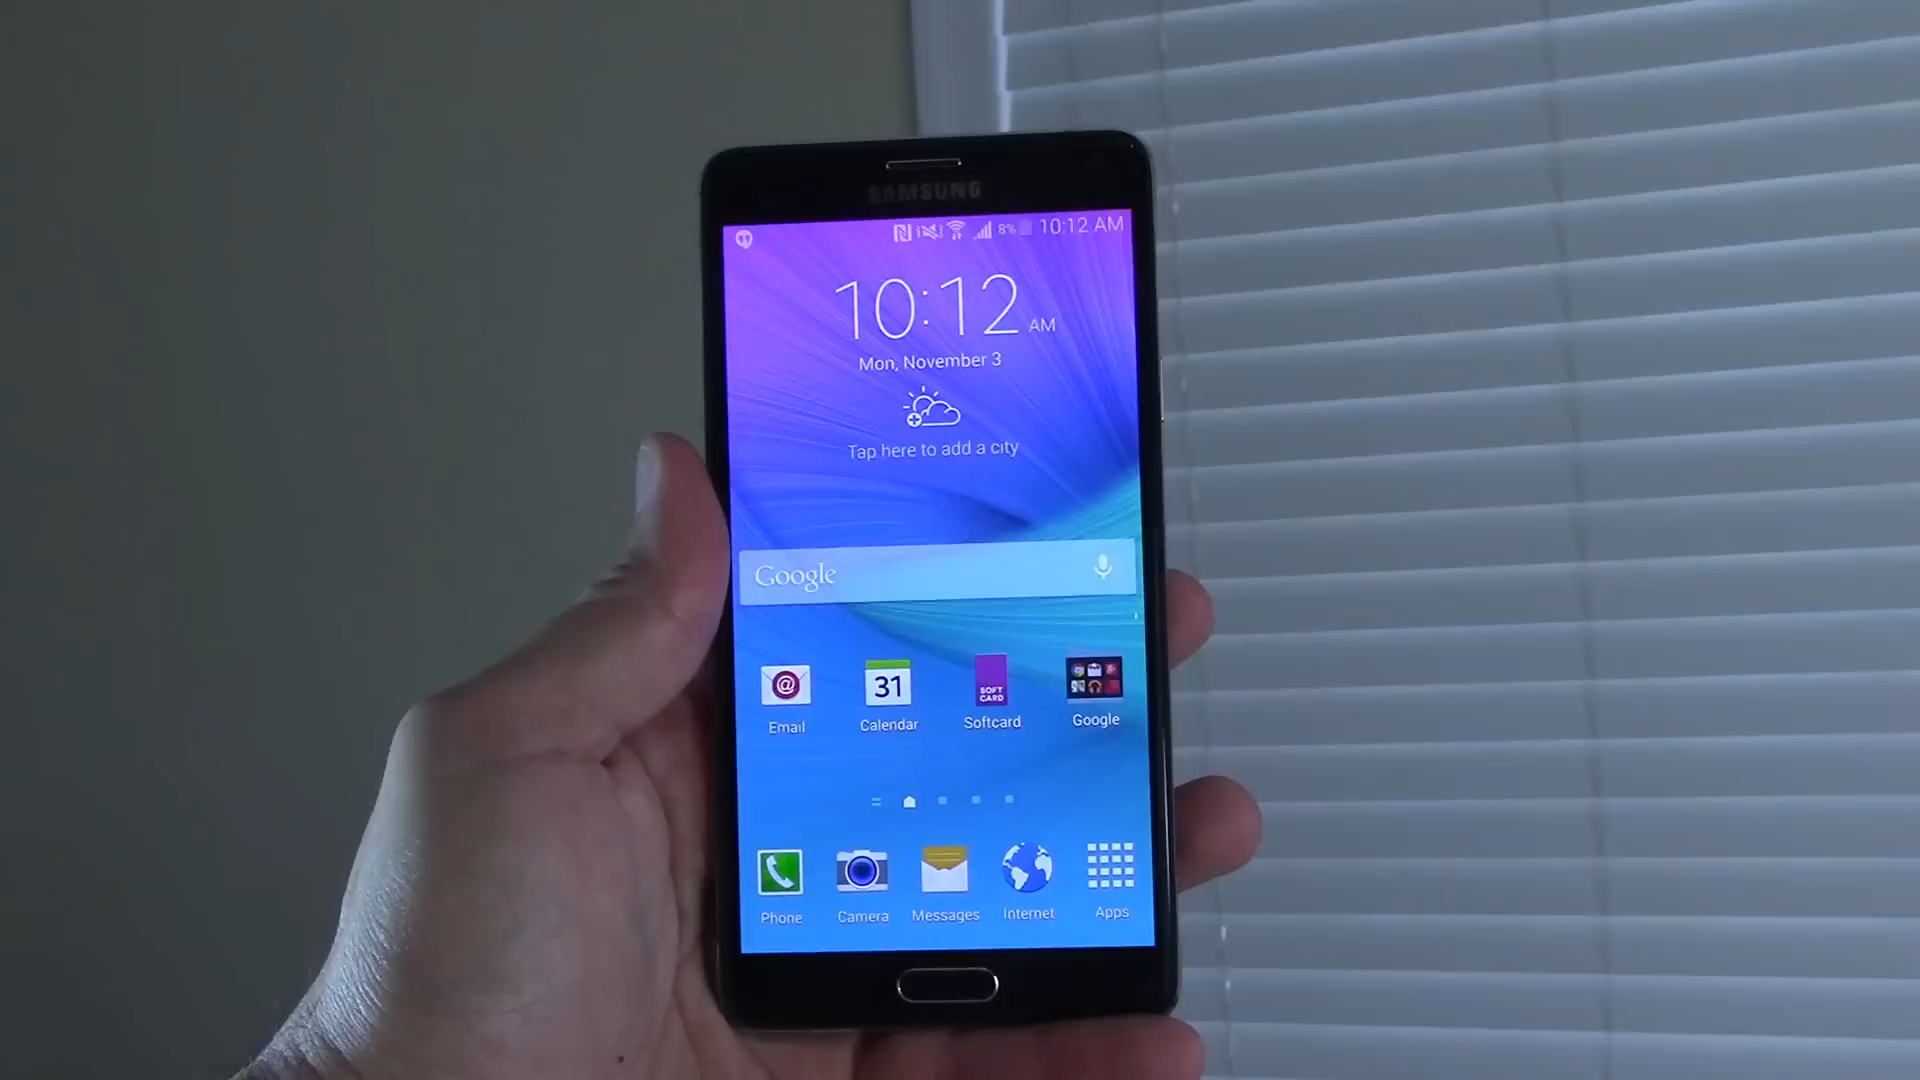 SAMSUNG
8% 10:12 AM
10:12 AM
Mon, November 3
Tap here to add a city
Google
31
SOFT
CARD
Email Calendar Softcard Google
Phone Camera Messages Internet Apps